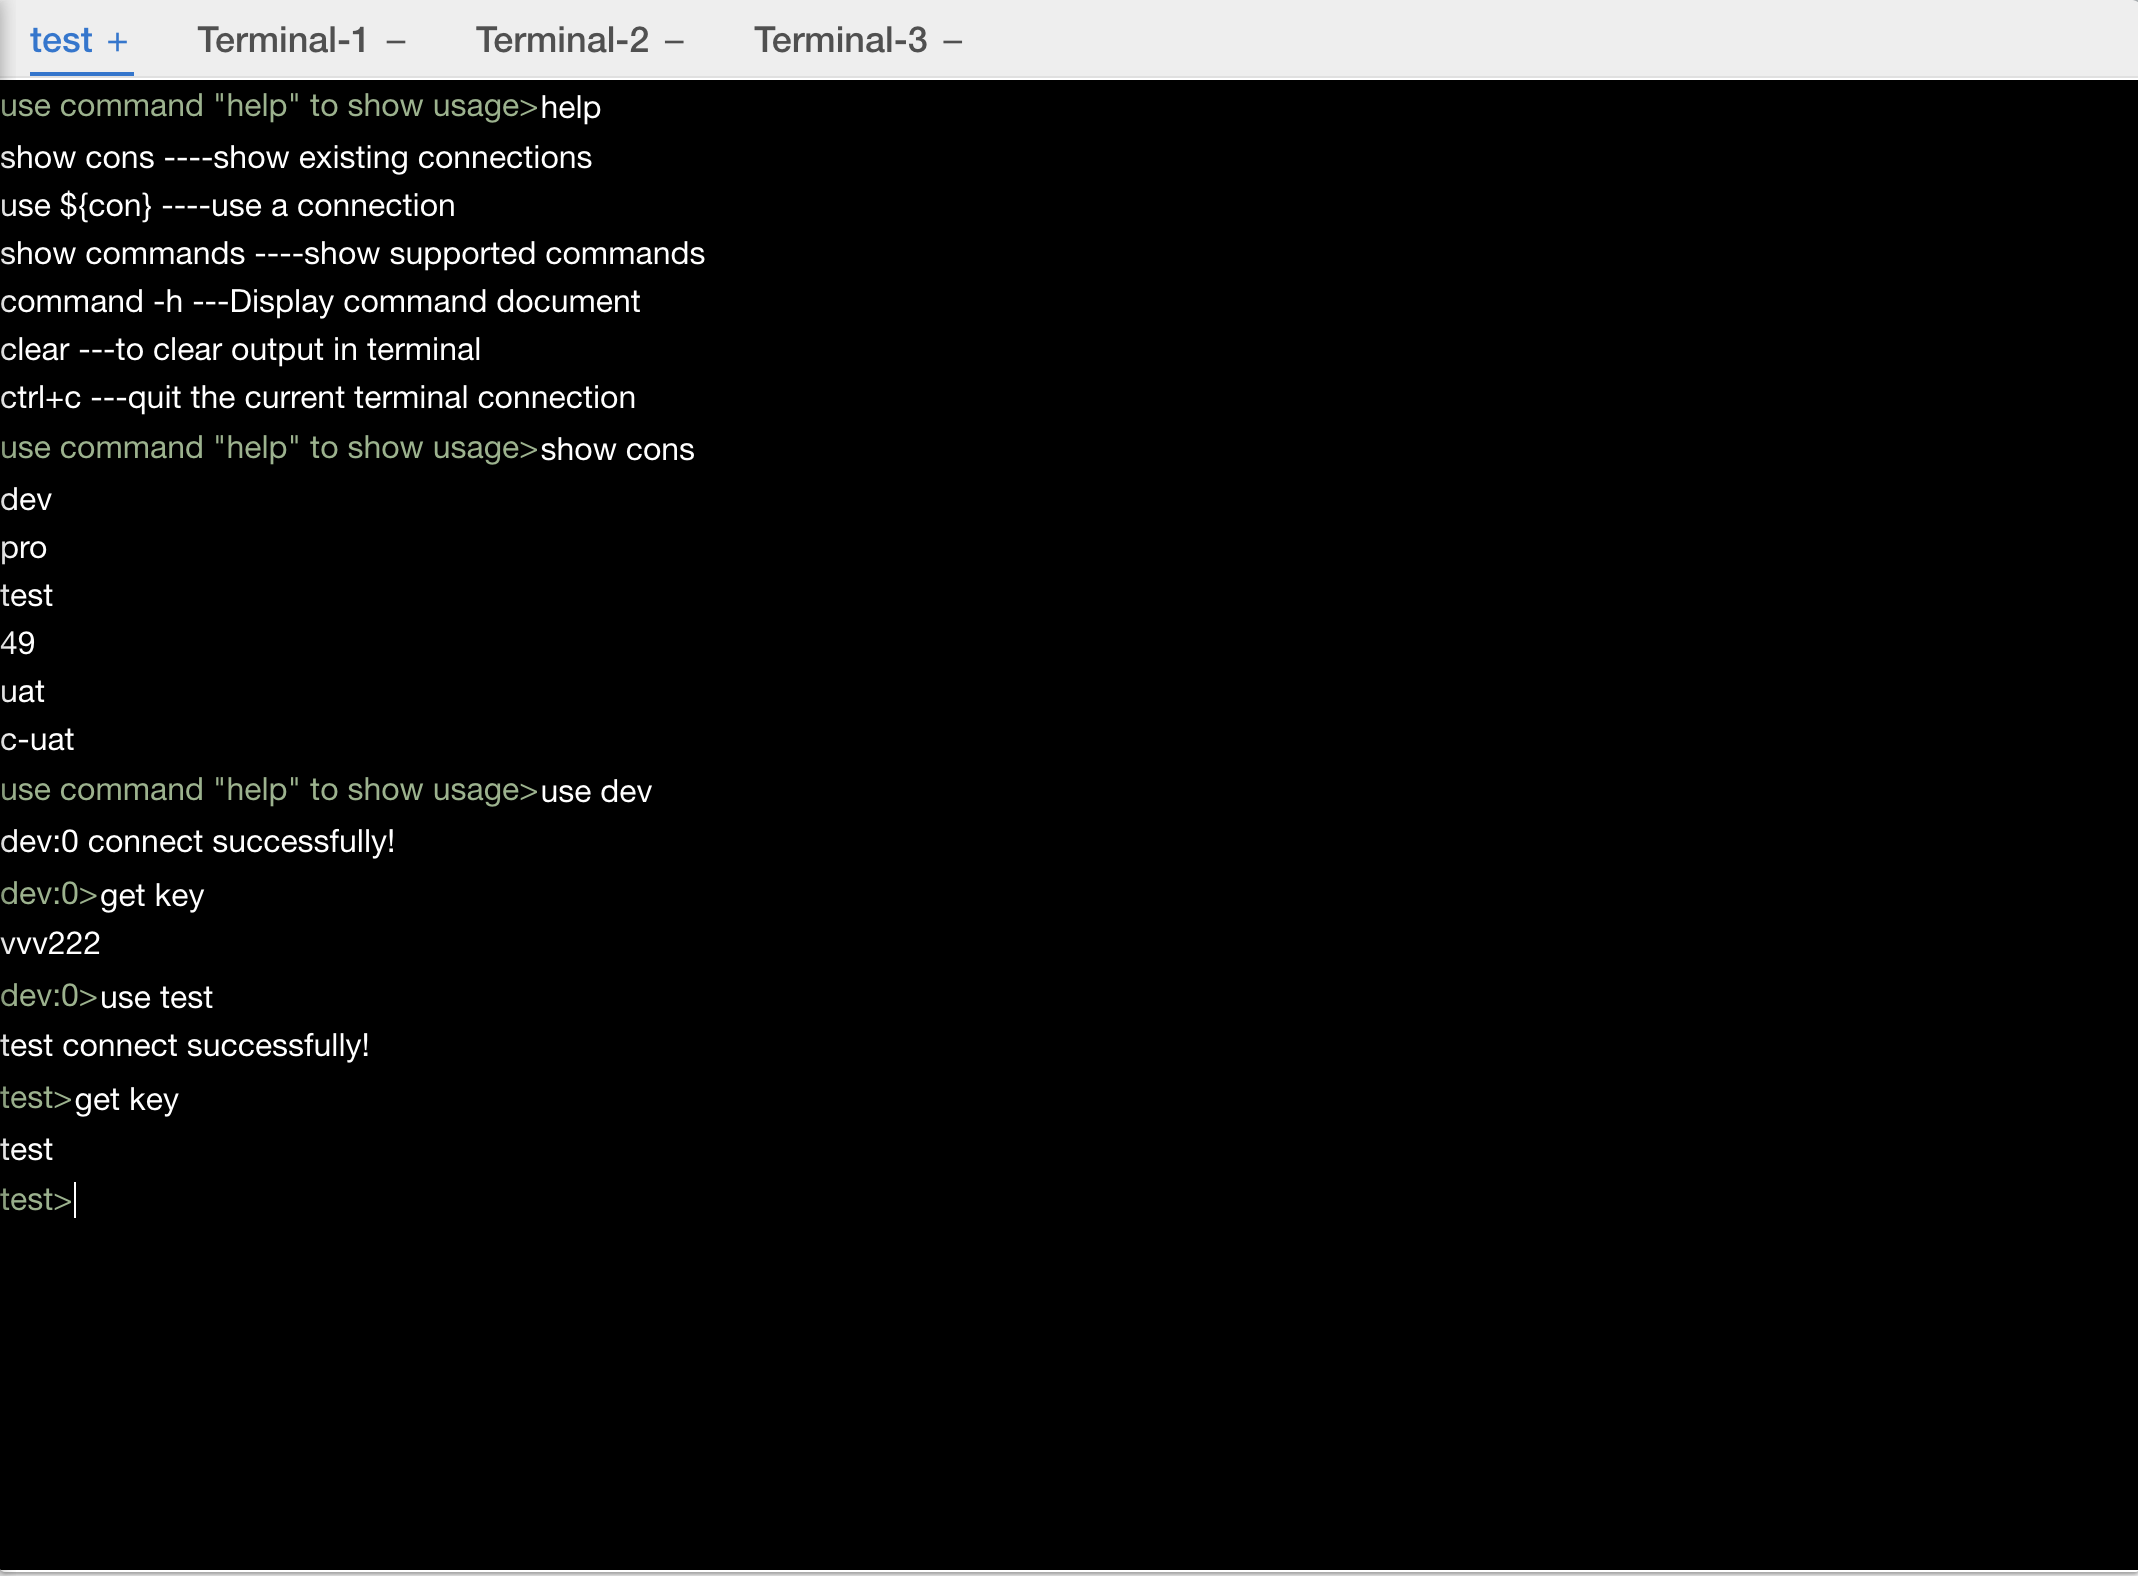 test + Terminal-1 – Terminal-2 – Terminal-3 –
use command "help" to show usage>help
show cons ----show existing connections
use ${con} ----use a connection
show commands ----show supported commands
command -h ---Display command document
clear ---to clear output in terminal
ctrl+c ---quit the current terminal connection
use command "help" to show usage>show cons
dev
pro
test
49
uat
c-uat
use command "help" to show usage>use dev
dev:0 connect successfully!
dev:0>get key
vvv222
dev:0>use test
test connect successfully!
test>get key
test
test>